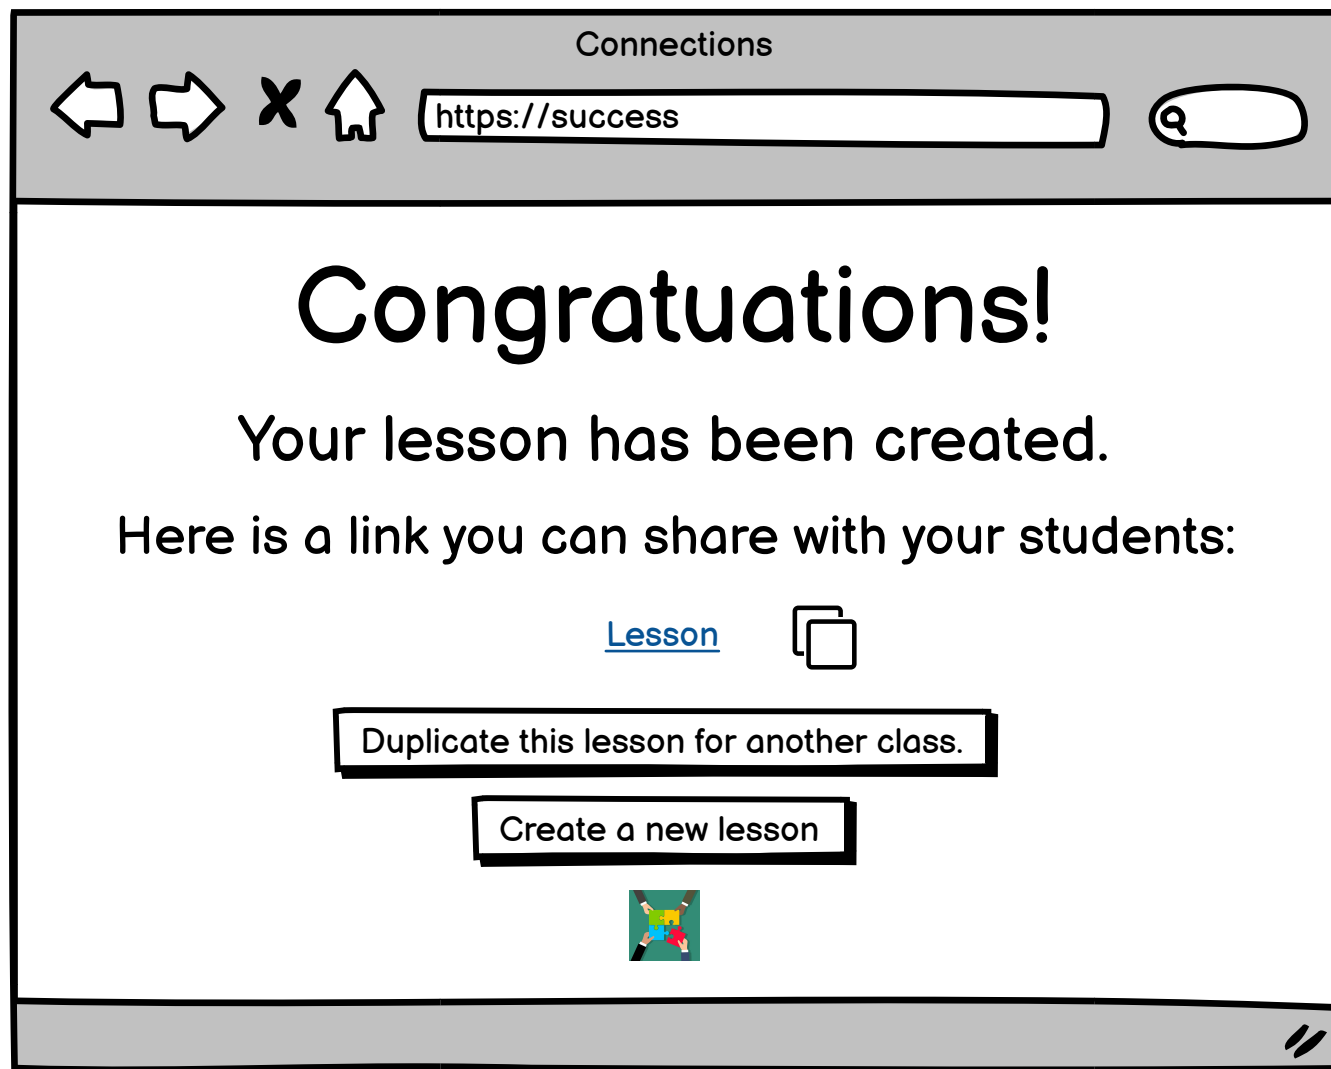 Connections
https://success
Congratuations!
Your lesson has been created.
Here is a link you can share with your students:
Lesson
Duplicate this lesson for another class.
Create a new lesson